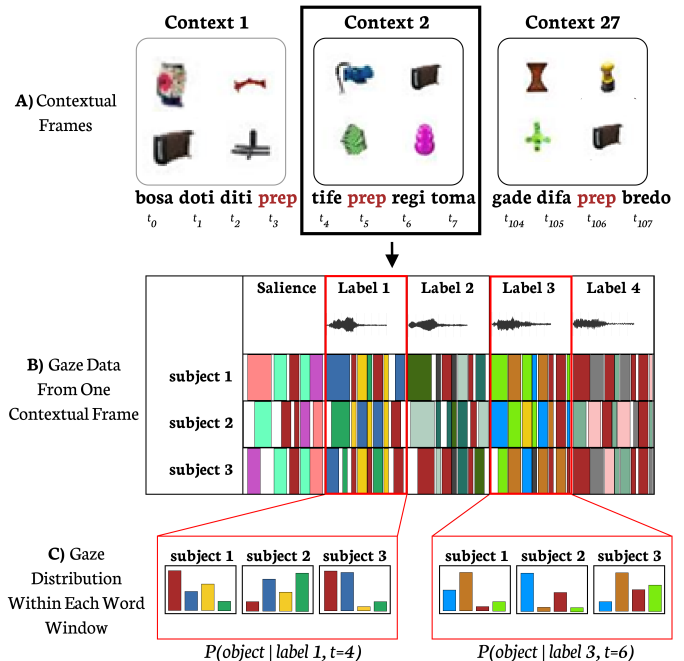 Context 1
Context 2
Context 27
A) Contextual
Frames
bosa doti diti prep
tife prep regi toma
gade difa prep bredo
t0 t1 t2 t3
t4 t5 t6 t7
t104 t105 t106 t107
B) Gaze Data
From One
Contextual Frame
Salience Label 1 Label 2 Label 3 Label 4
subject 1
subject 2
subject 3
C) Gaze
Distribution
Within Each Word
Window
subject 1 subject 2 subject 3
subject 1 subject 2 subject 3
P(object | label 1, t=4)
P(object | label 3, t=6)